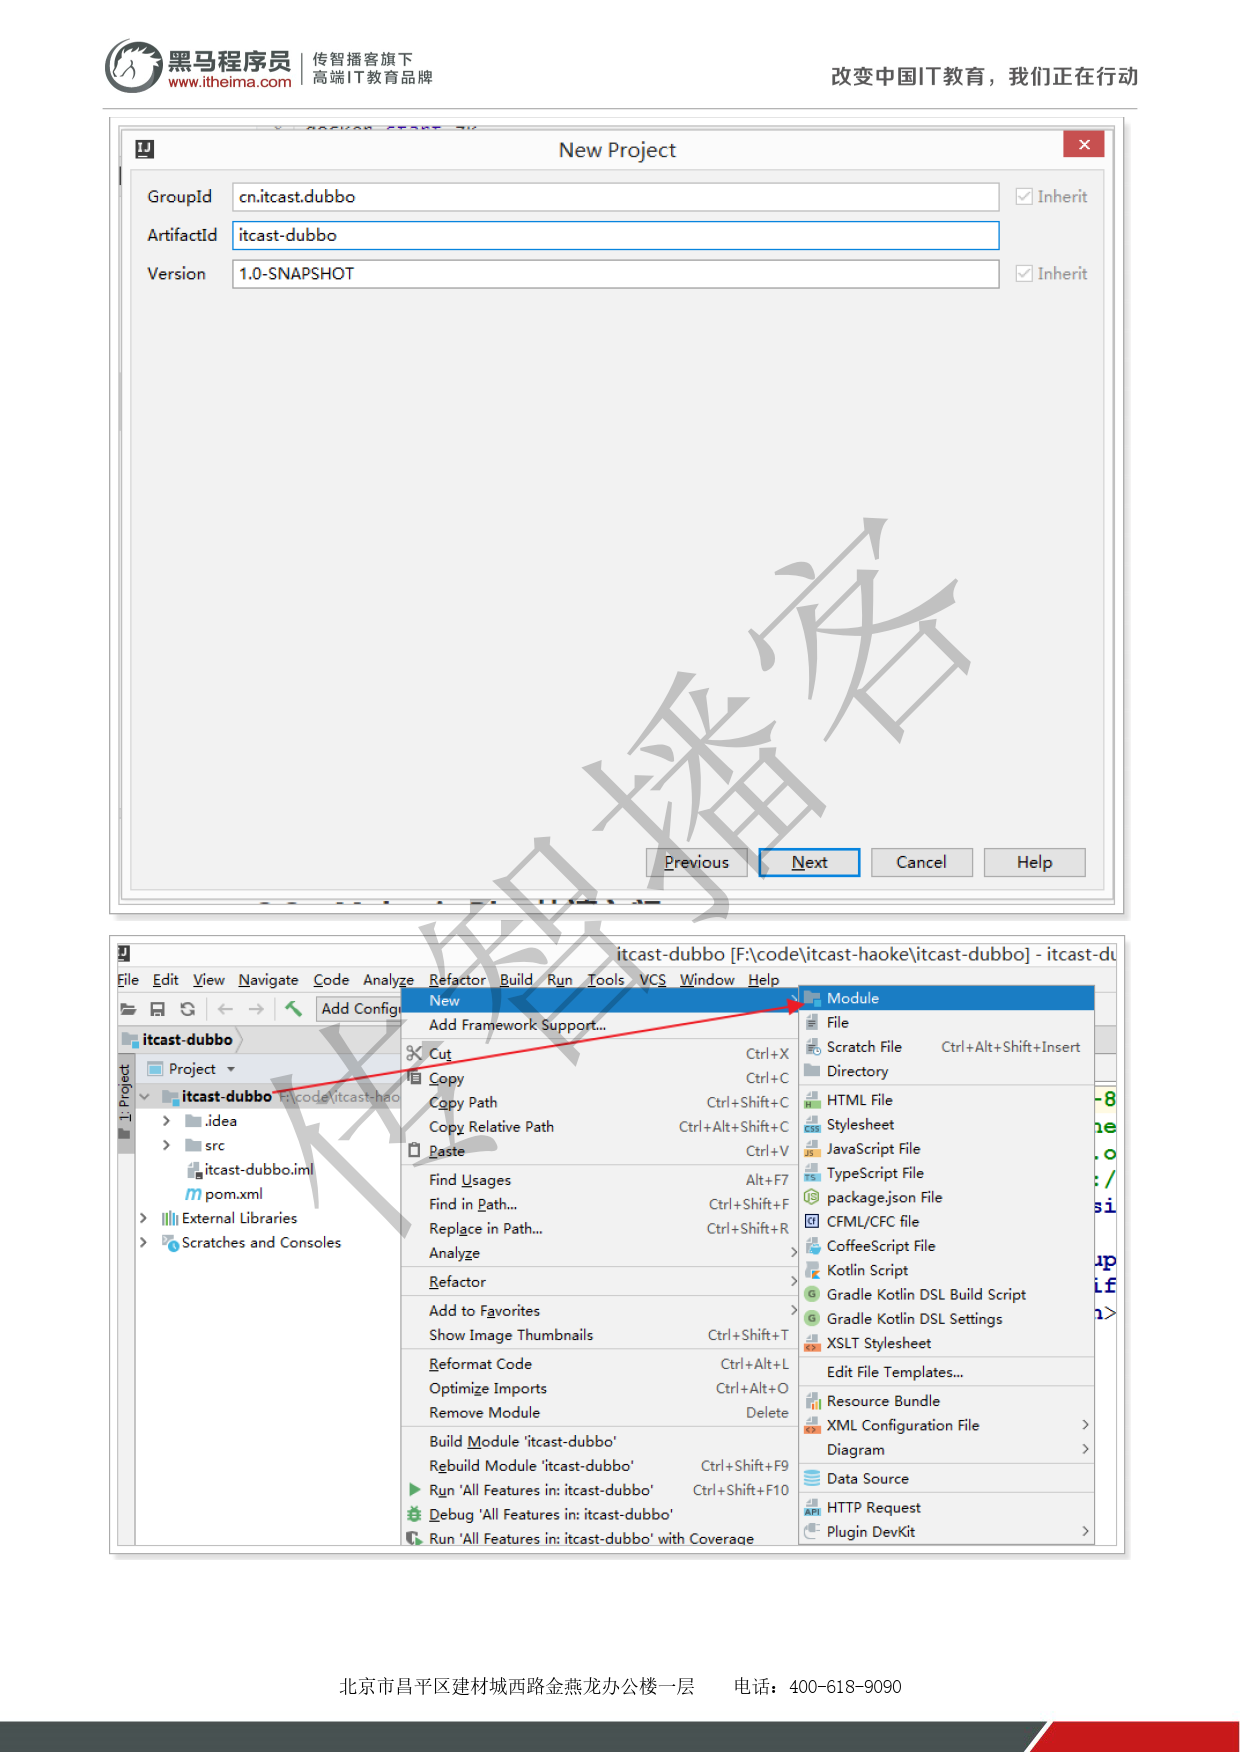 黑马程序员
www.itheima.com
传智播客旗下
高端IT教育品牌
改变中国IT教育，我们正在行动
New Project
GroupId cn.itcast.dubbo Inherit
ArtifactId itcast-dubbo
Version 1.0-SNAPSHOT Inherit
Previous Next Cancel Help
传智播客
itcast-dubbo [F:\code\itcast-haoke\itcast-dubbo] - itcast-du
File Edit View Navigate Code Analyze Refactor Build Run Tools VCS Window Help
Add Config
itcast-dubbo
1: Project
Project
itcast-dubbo F:\code\itcast-hao
.idea
src
itcast-dubbo.iml
pom.xml
External Libraries
Scratches and Consoles
New
Add Framework Support...
Cut Ctrl+X
Copy Ctrl+C
Copy Path Ctrl+Shift+C
Copy Relative Path Ctrl+Alt+Shift+C
Paste Ctrl+V
Find Usages Alt+F7
Find in Path... Ctrl+Shift+F
Replace in Path... Ctrl+Shift+R
Analyze
Refactor
Add to Favorites
Show Image Thumbnails Ctrl+Shift+T
Reformat Code Ctrl+Alt+L
Optimize Imports Ctrl+Alt+O
Remove Module Delete
Build Module 'itcast-dubbo'
Rebuild Module 'itcast-dubbo' Ctrl+Shift+F9
Run 'All Features in: itcast-dubbo' Ctrl+Shift+F10
Debug 'All Features in: itcast-dubbo'
Run 'All Features in: itcast-dubbo' with Coverage
Module
File
Scratch File Ctrl+Alt+Shift+Insert
Directory
HTML File
Stylesheet
JavaScript File
TypeScript File
package.json File
CFML/CFC file
CoffeeScript File
Kotlin Script
Gradle Kotlin DSL Build Script
Gradle Kotlin DSL Settings
XSLT Stylesheet
Edit File Templates...
Resource Bundle
XML Configuration File
Diagram
Data Source
HTTP Request
Plugin DevKit
-8
ne
.o
:/
si
up
if
n>
北京市昌平区建材城西路金燕龙办公楼一层 电话：400-618-9090